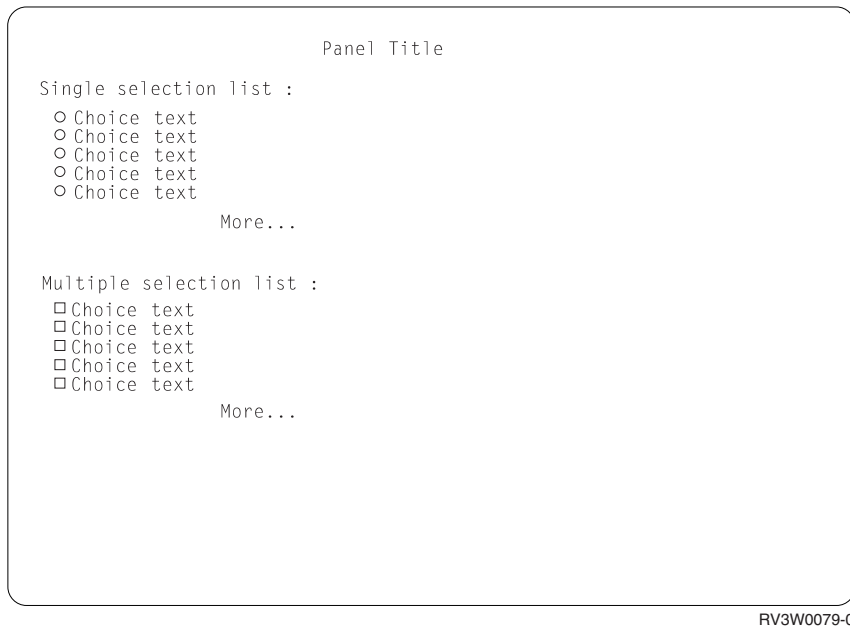 Panel Title
Single selection list :
Choice text
Choice text
Choice text
Choice text
Choice text
More...
Multiple selection list :
Choice text
Choice text
Choice text
Choice text
Choice text
More...
RV3W0079-0